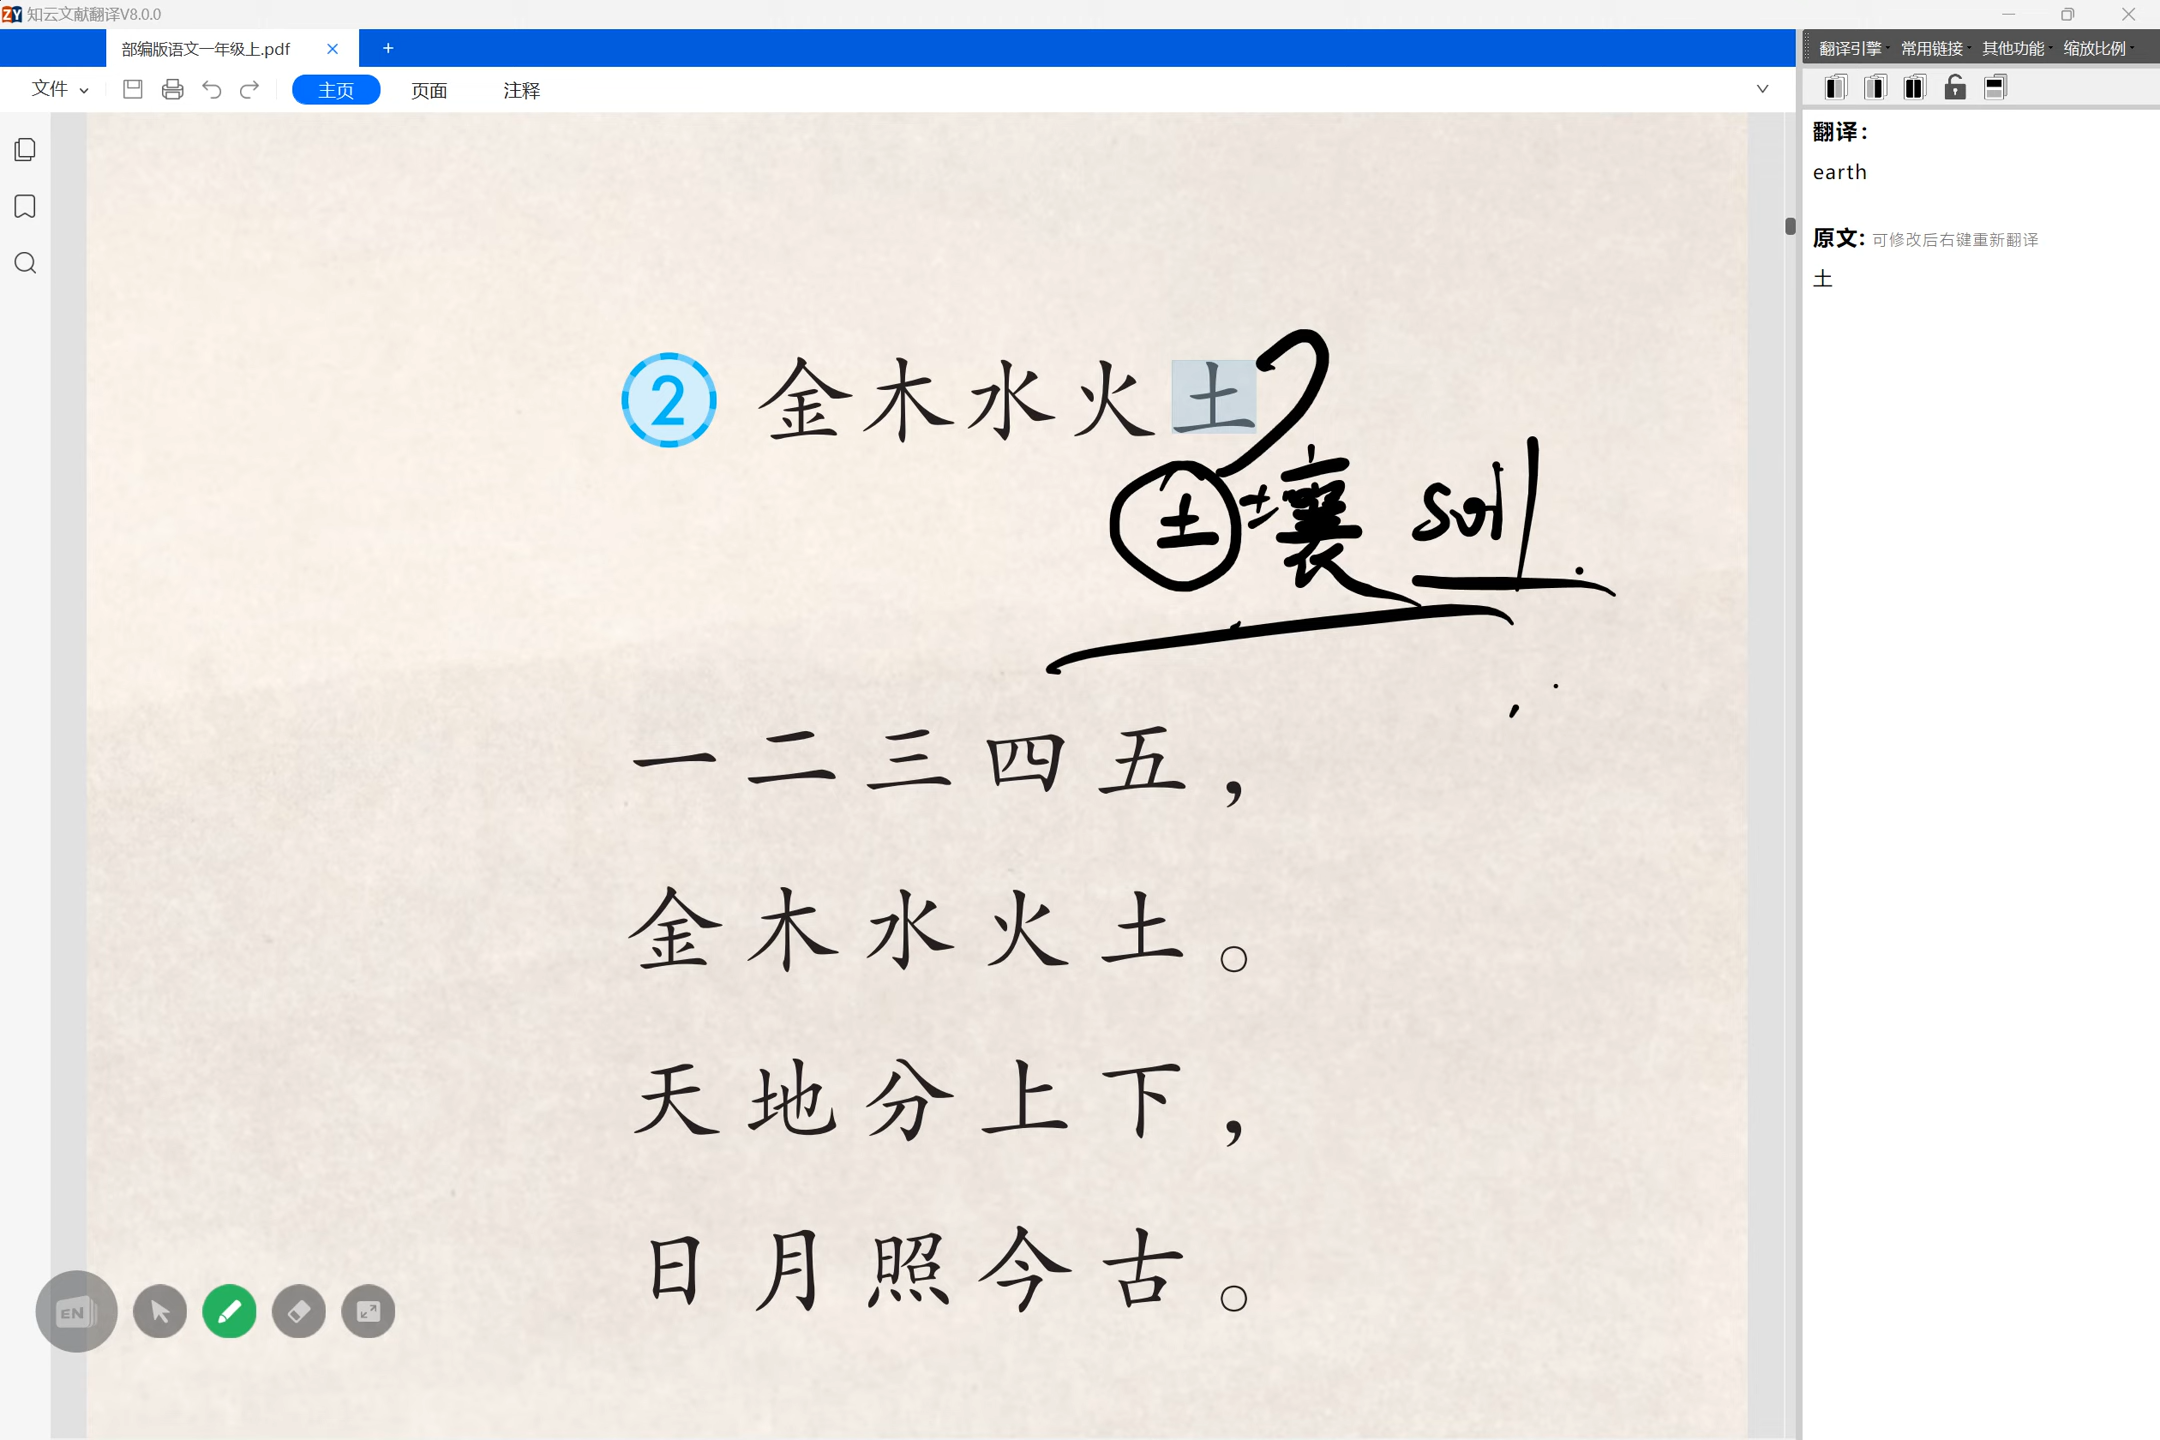 知云文献翻译V8.0.0
部编版语文一年级上.pdf
文件 主页 页面 注释
翻译引擎 常用链接 其他功能 缩放比例
翻译：
earth
原文: 可修改后右键重新翻译
土
2 金木水火土
土 土壤 soil
一二三四五，
金木水火土。
天地分上下，
日月照今古。
EN